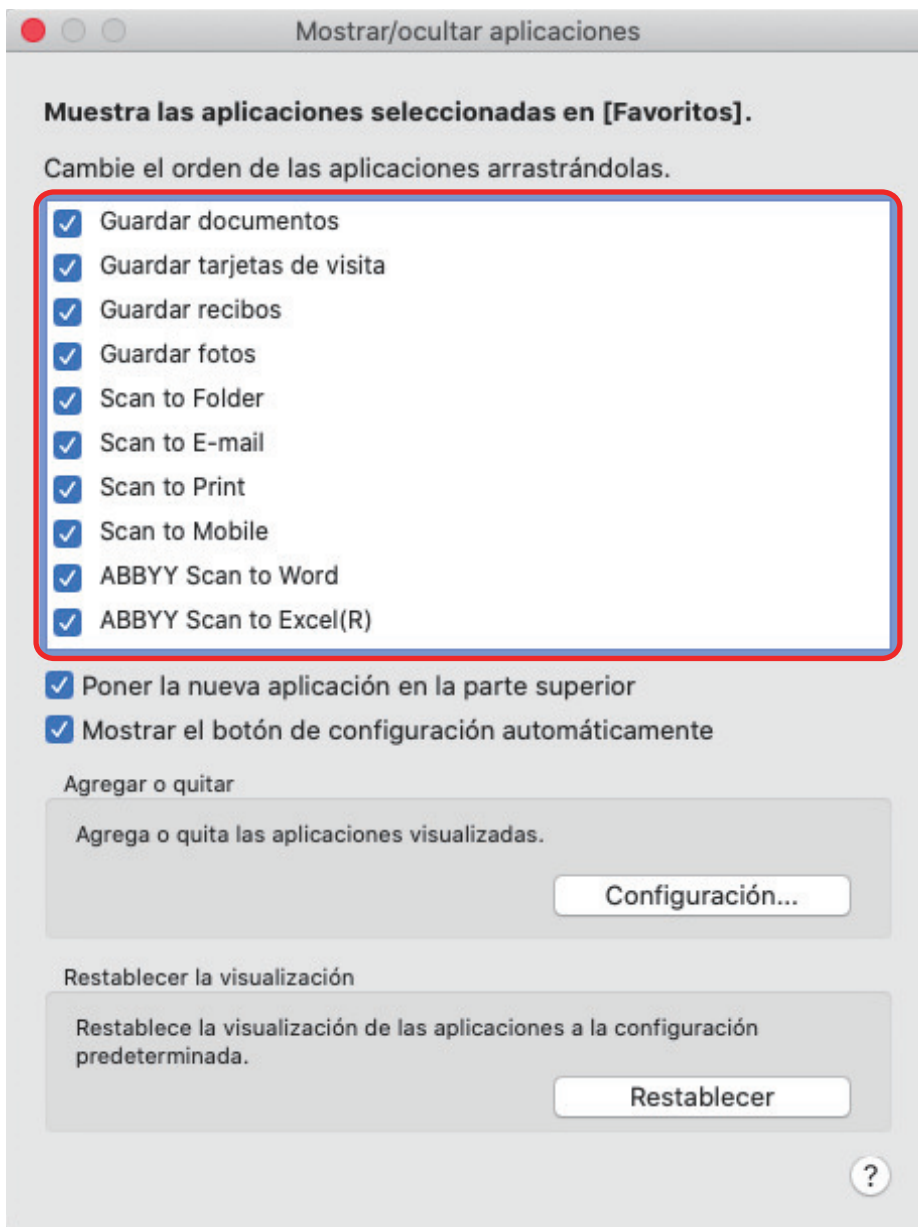 Mostrar/ocultar aplicaciones
Muestra las aplicaciones seleccionadas en [Favoritos].
Cambie el orden de las aplicaciones arrastrándolas.
Guardar documentos
Guardar tarjetas de visita
Guardar recibos
Guardar fotos
Scan to Folder
Scan to E-mail
Scan to Print
Scan to Mobile
ABBYY Scan to Word
ABBYY Scan to Excel(R)
Poner la nueva aplicación en la parte superior
Mostrar el botón de configuración automáticamente
Agregar o quitar
Agrega o quita las aplicaciones visualizadas.
Configuración...
Restablecer la visualización
Restablece la visualización de las aplicaciones a la configuración
predeterminada.
Restablecer
?